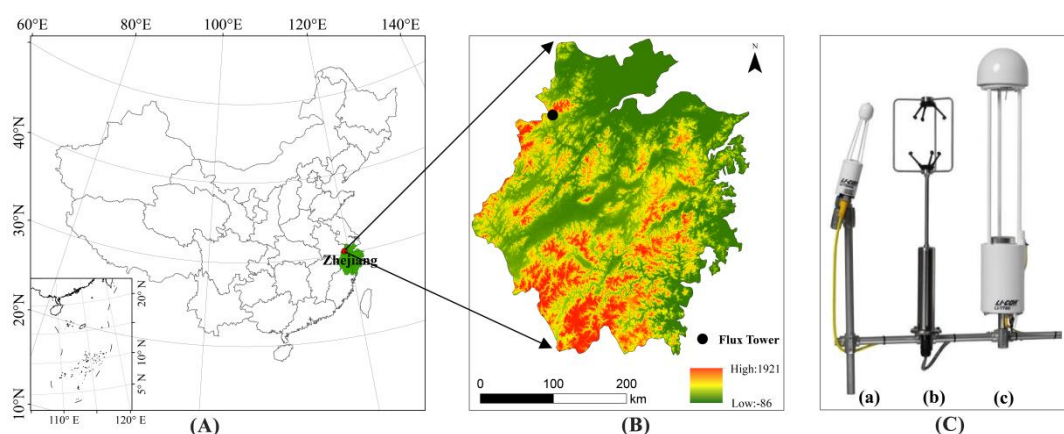 60°E 80°E 100°E 120°E 140°E
40°N
30°N
20°N
10°N
Zhejiang
20°N
10°N
5°N
110°E 120°E
(A)
N
Flux Tower
High:1921
Low:-86
0 100 200
km
(B)
LI-COR
LI-COR
(a) (b) (c)
(C)